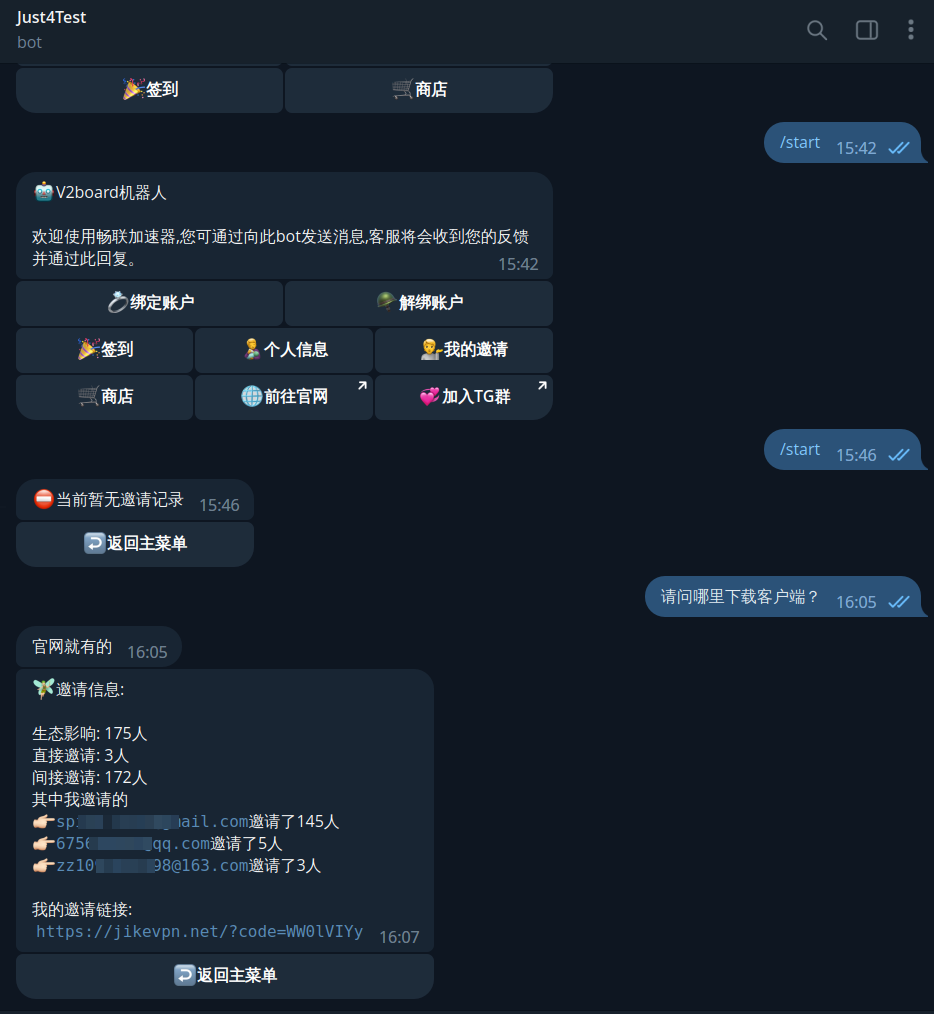 Just4Test
bot
🎉签到
🛒商店
/start 15:42
🤖V2board机器人
欢迎使用畅联加速器,您可通过向此bot发送消息,客服将会收到您的反馈
并通过此回复。
15:42
💍绑定账户
🪖解绑账户
🎉签到
🤱个人信息
💁‍♂️我的邀请
🛒商店
🌐前往官网
💞加入TG群
/start 15:46
⛔当前暂无邀请记录 15:46
↩️返回主菜单
请问哪里下载客户端？ 16:05
官网就有的 16:05
🧚邀请信息:
生态影响: 175人
直接邀请: 3人
间接邀请: 172人
其中我邀请的
👉🏻sp ail.com邀请了145人
👉🏻675 qq.com邀请了5人
👉🏻zz10 98@163.com邀请了3人
我的邀请链接:
https://jikevpn.net/?code=WW0lVIYy 16:07
↩️返回主菜单